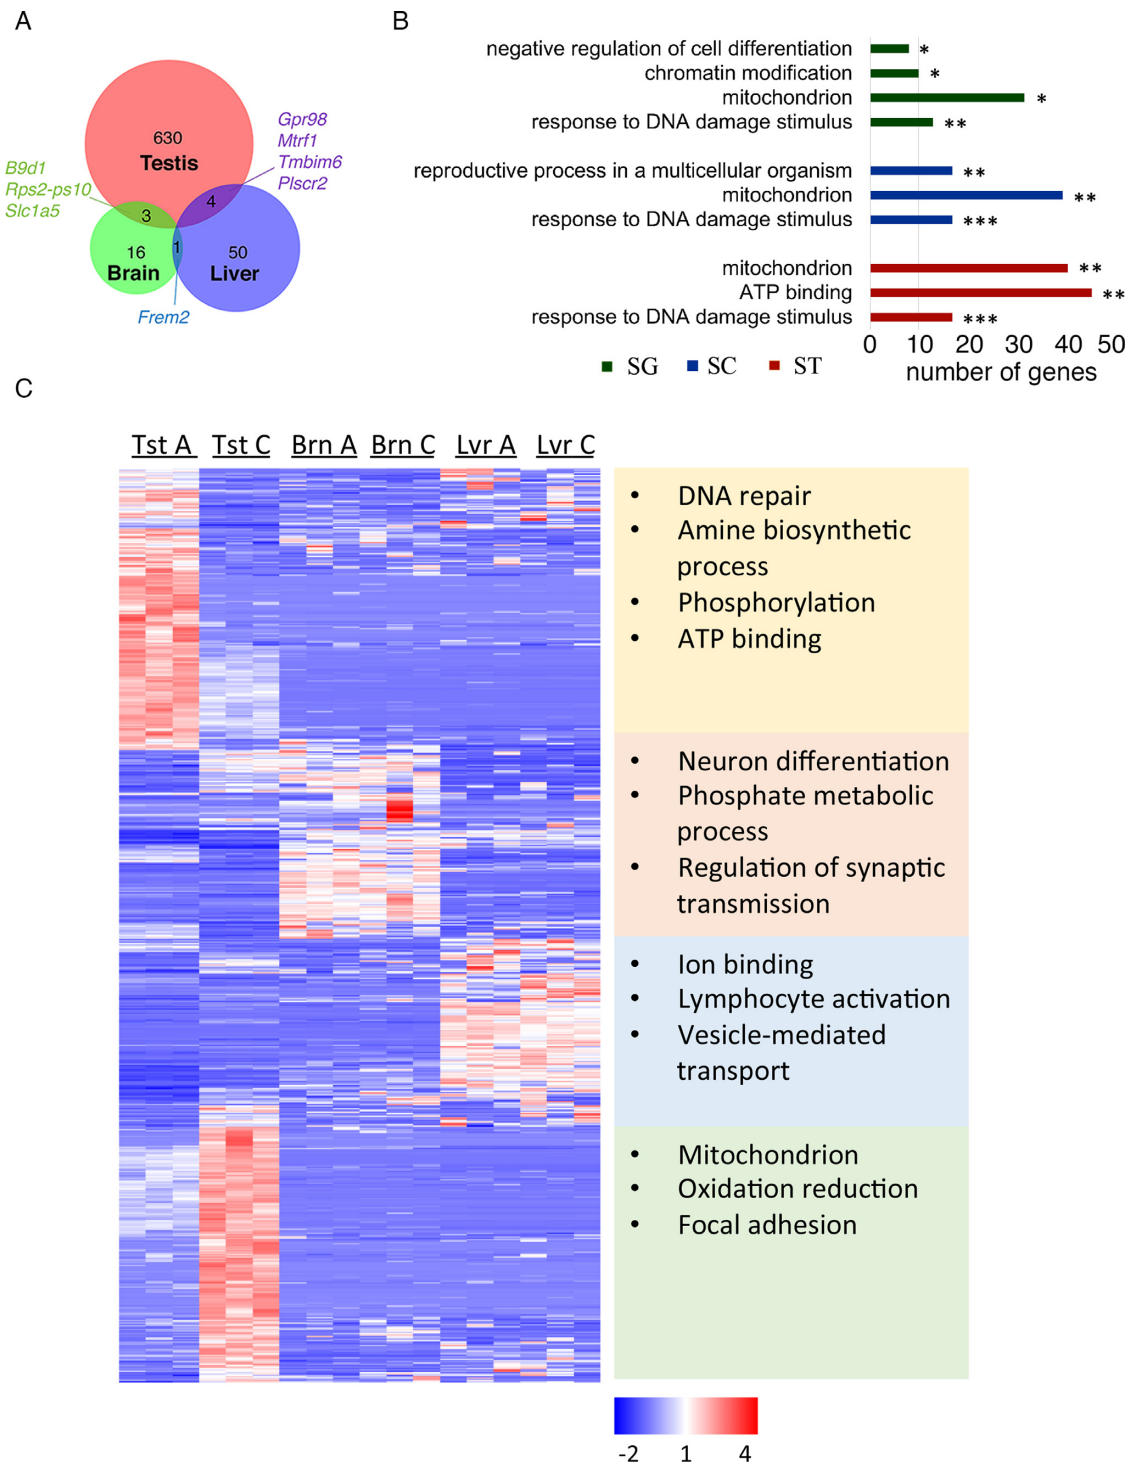 A
630
Testis
Gpr98
Mtrf1
Tmbim6
Plscr2
B9d1
Rps2-ps10
Slc1a5
3
4
16
Brain
1
50
Liver
Frem2
B
negative regulation of cell differentiation *
chromatin modification *
mitochondrion *
response to DNA damage stimulus **
reproductive process in a multicellular organism **
mitochondrion **
response to DNA damage stimulus ***
mitochondrion **
ATP binding **
response to DNA damage stimulus ***
0 10 20 30 40 50
number of genes
SG SC ST
C
Tst A Tst C Brn A Brn C Lvr A Lvr C
• DNA repair
• Amine biosynthetic
process
• Phosphorylation
• ATP binding
• Neuron differentiation
• Phosphate metabolic
process
• Regulation of synaptic
transmission
• Ion binding
• Lymphocyte activation
• Vesicle-mediated
transport
• Mitochondrion
• Oxidation reduction
• Focal adhesion
-2 1 4